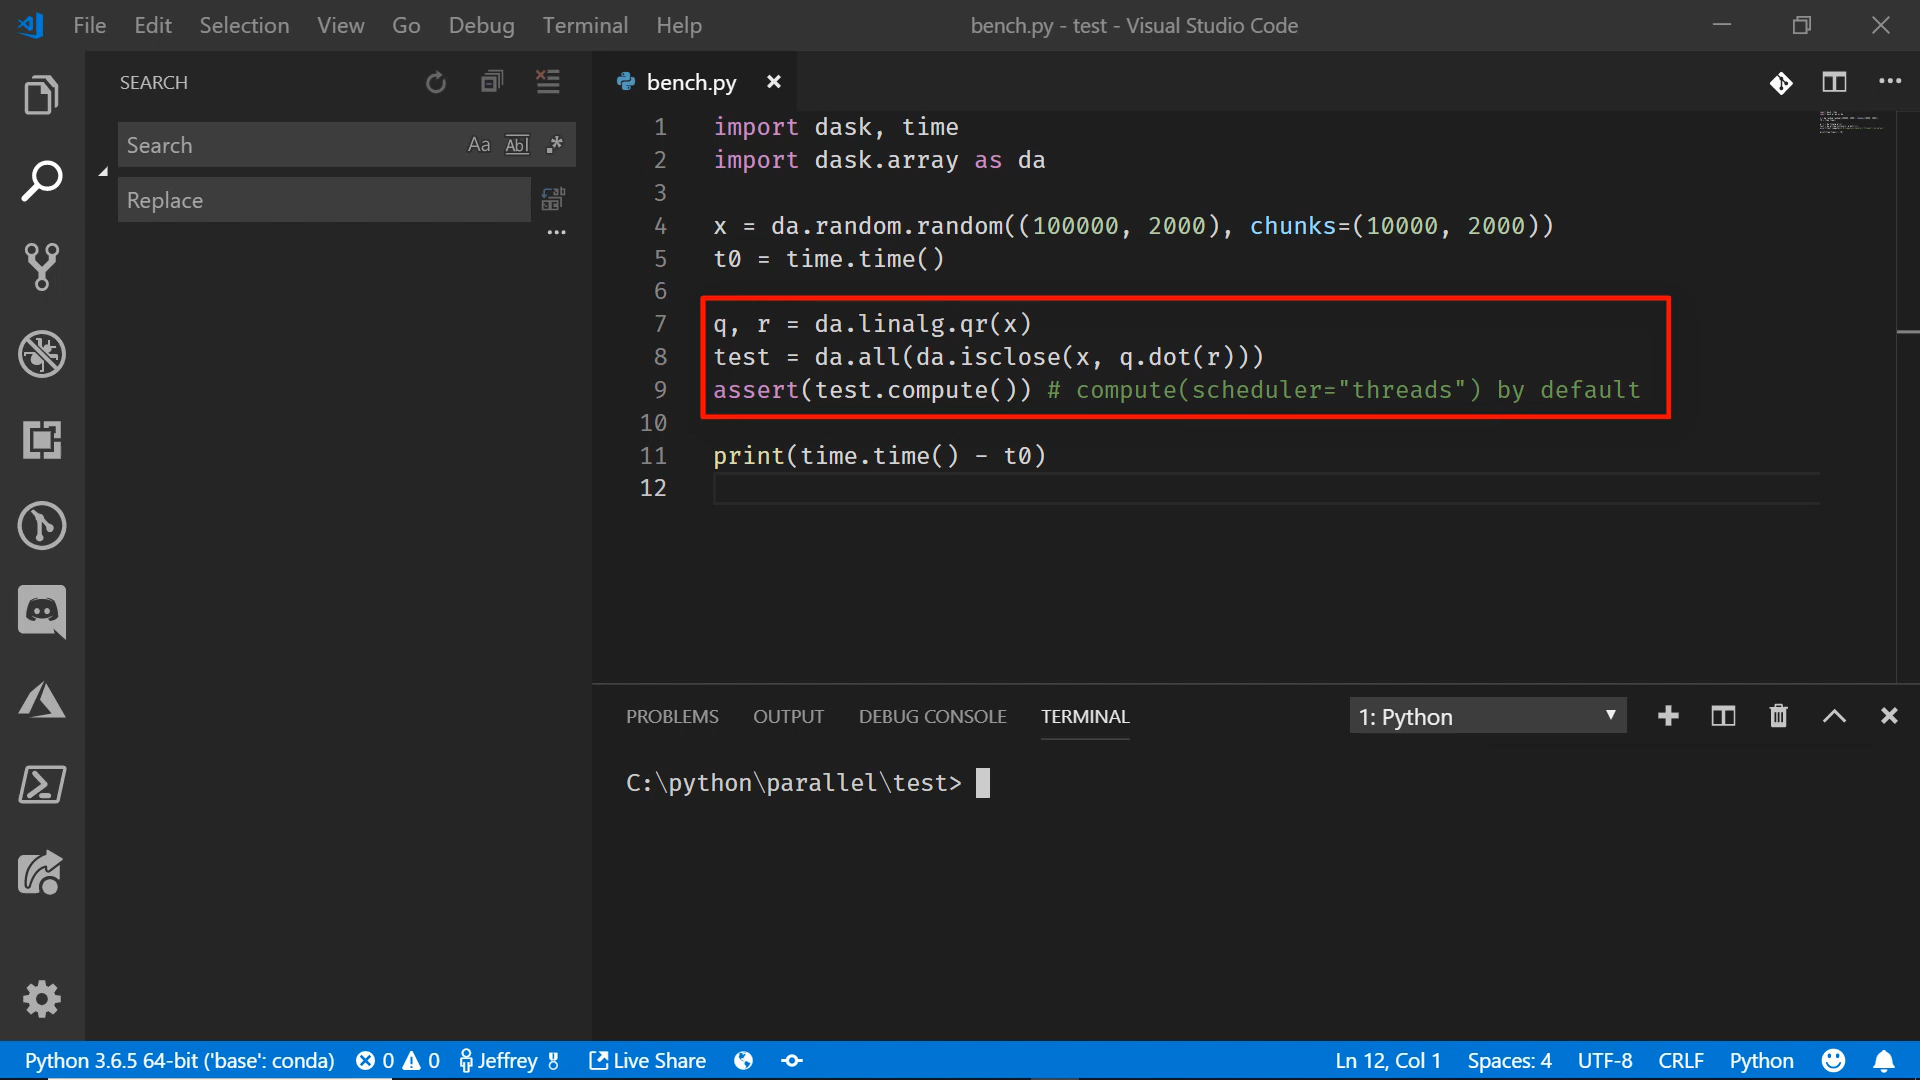 File Edit Selection View Go Debug Terminal Help
bench.py - test - Visual Studio Code
SEARCH
Search
Aa Abl .*
Replace
bench.py
1 import dask, time
2 import dask.array as da
3
4 x = da.random.random((100000, 2000), chunks=(10000, 2000))
5 t0 = time.time()
6
7 q, r = da.linalg.qr(x)
8 test = da.all(da.isclose(x, q.dot(r)))
9 assert(test.compute()) # compute(scheduler="threads") by default
10
11 print(time.time() - t0)
12
PROBLEMS OUTPUT DEBUG CONSOLE TERMINAL
1: Python
C:\python\parallel\test>
Python 3.6.5 64-bit ('base': conda) 0 0 Jeffrey Live Share
Ln 12, Col 1 Spaces: 4 UTF-8 CRLF Python